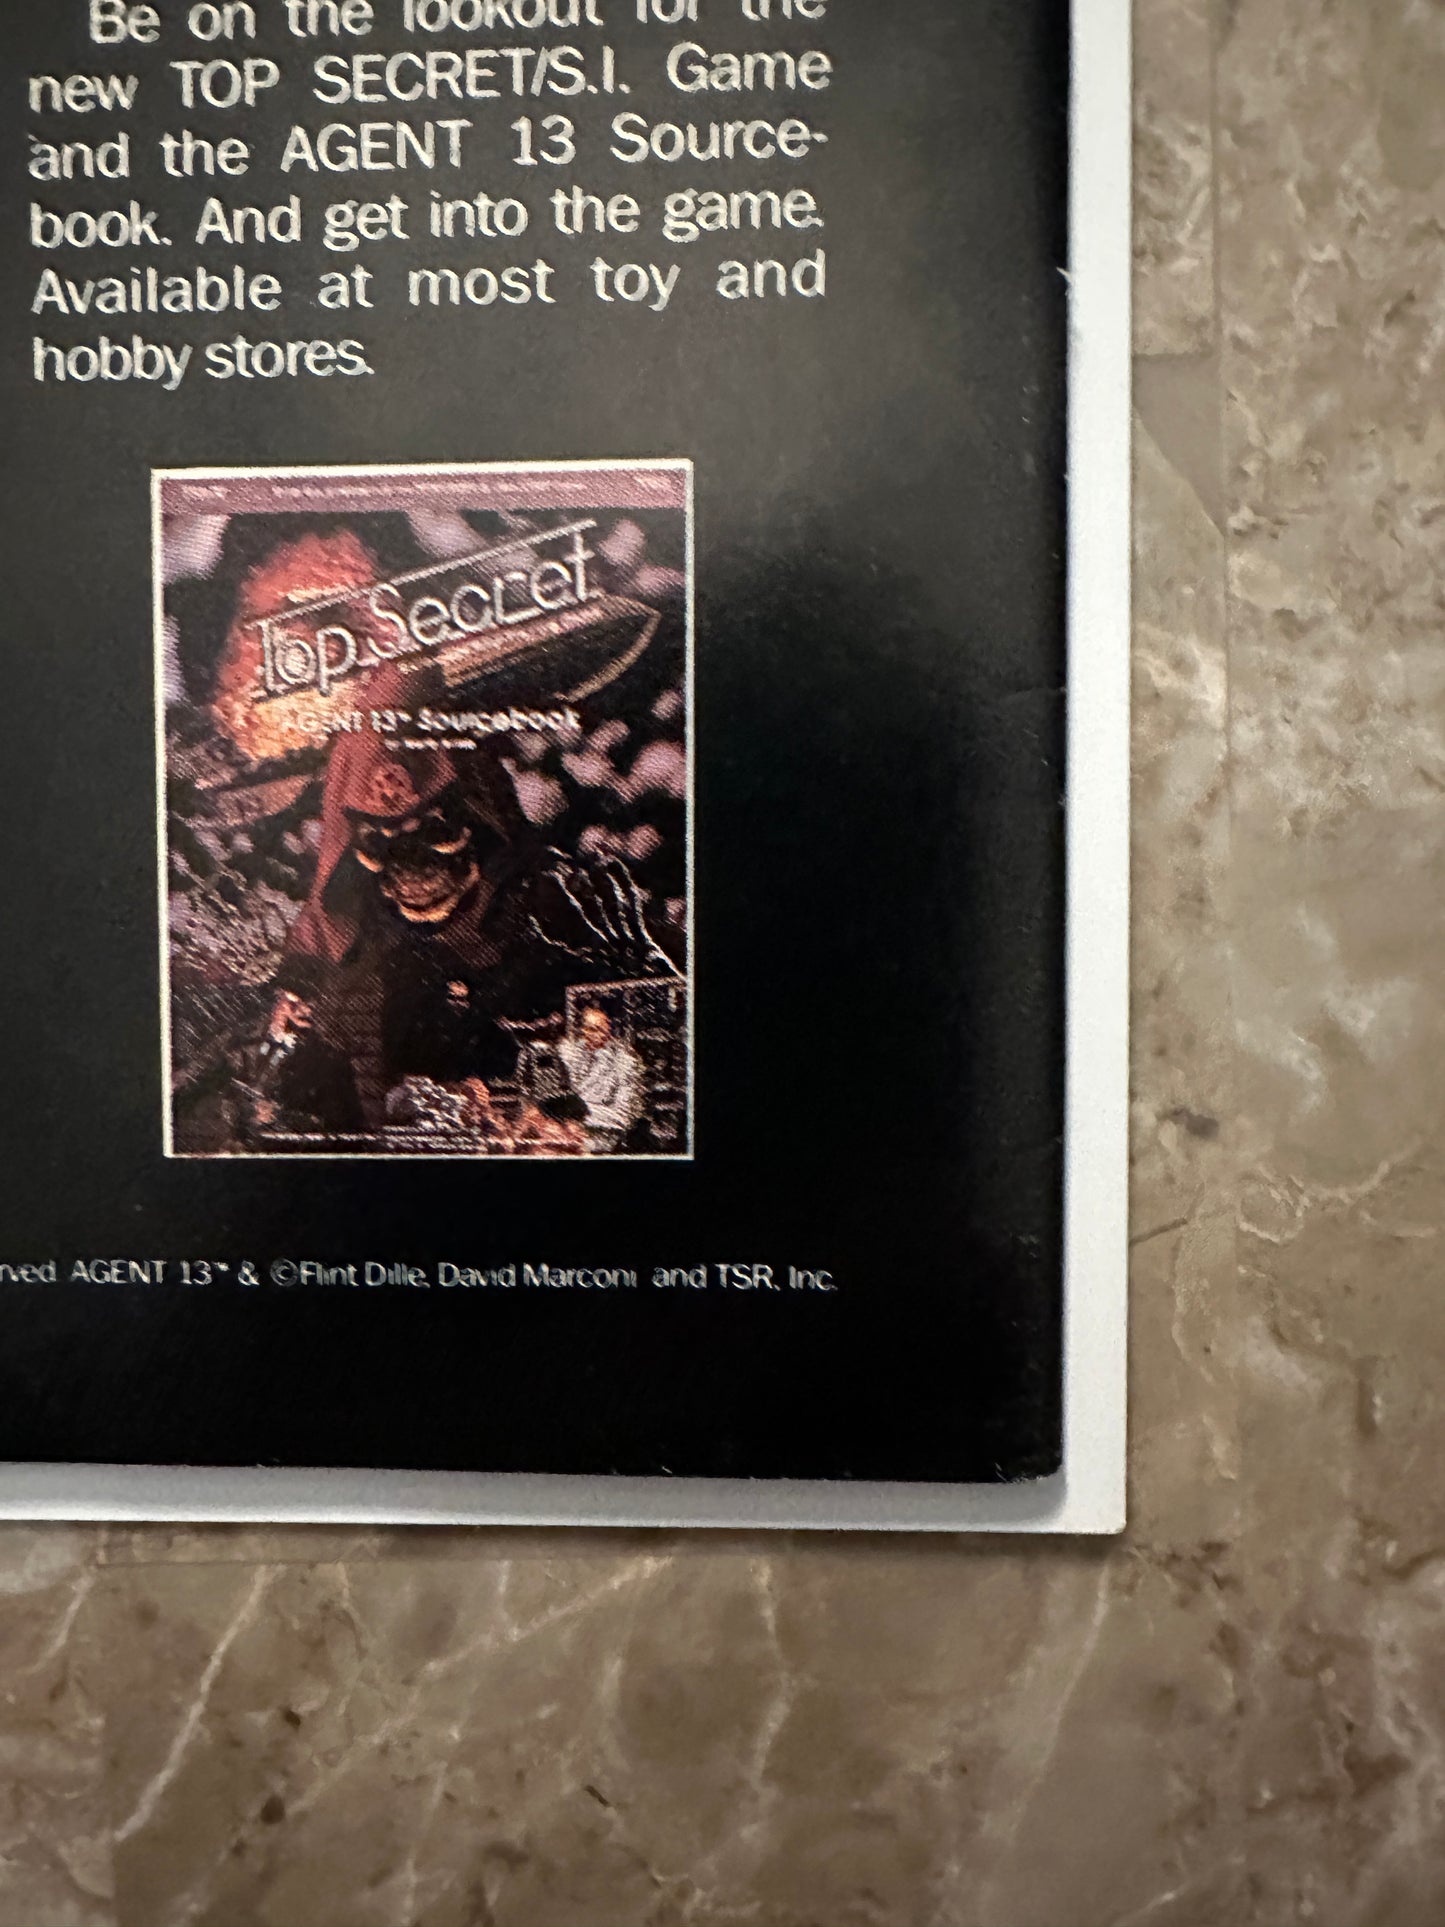 Be on the lookout for the
new TOP SECRET/S.I. Game
and the AGENT 13 Source-
book. And get into the game.
Available at most toy and
hobby stores.
Top Secret
AGENT 13™ Sourcebook
AGENT 13™ & ©Flint Dille, David Marconi and TSR, Inc.